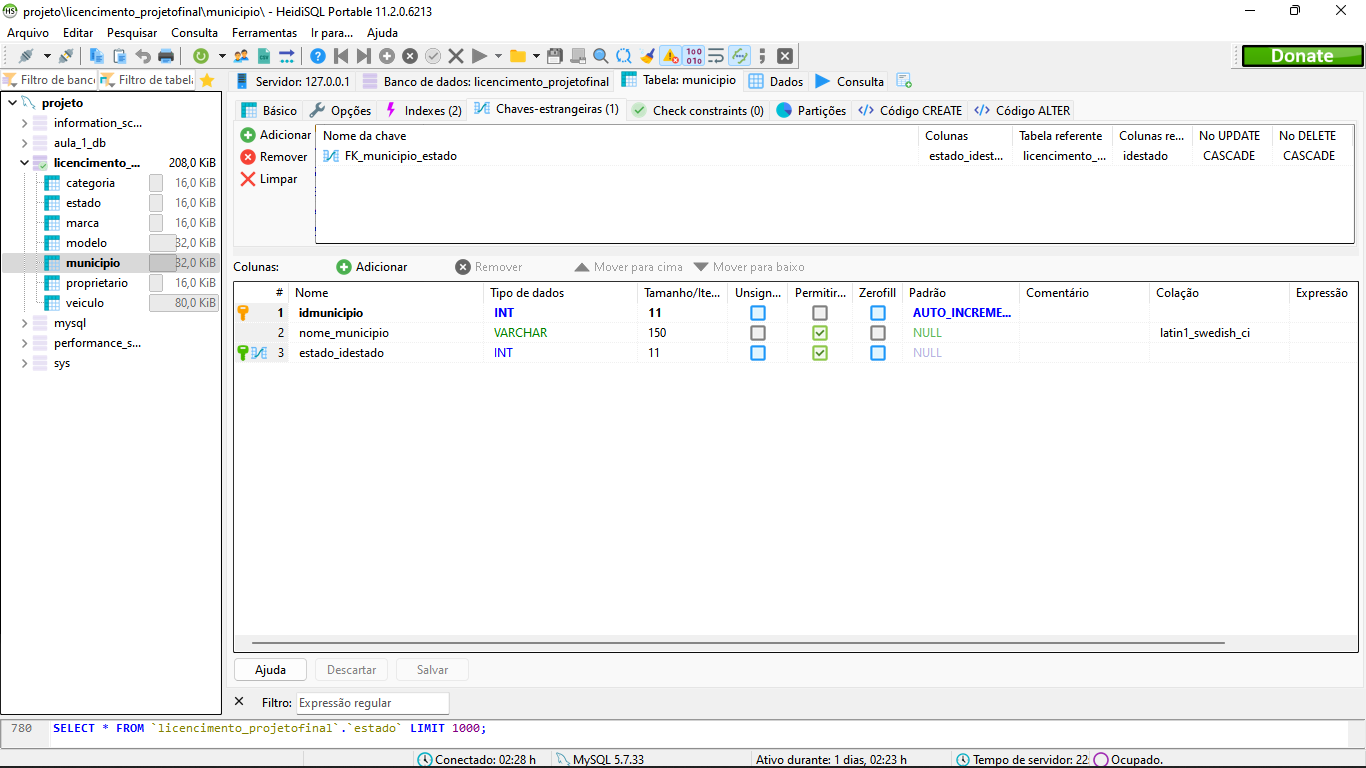 projeto\licencimento_projetofinal\municipio\ - HeidiSQL Portable 11.2.0.6213
Arquivo Editar Pesquisar Consulta Ferramentas Ir para... Ajuda
Donate
Filtro de banc Filtro de tabela
Servidor: 127.0.0.1 Banco de dados: licencimento_projetofinal Tabela: municipio Dados Consulta
projeto
information_sc...
aula_1_db
licencimento_... 208,0 KiB
categoria 16,0 KiB
estado 16,0 KiB
marca 16,0 KiB
modelo 32,0 KiB
municipio 32,0 KiB
proprietario 16,0 KiB
veiculo 80,0 KiB
mysql
performance_s...
sys
Básico Opções Indexes (2) Chaves-estrangeiras (1) Check constraints (0) Partições Código CREATE Código ALTER
Adicionar
Remover
Limpar
Nome da chave Colunas Tabela referente Colunas re... No UPDATE No DELETE
FK_municipio_estado estado_idest... licencimento_... idestado CASCADE CASCADE
Colunas: Adicionar Remover Mover para cima Mover para baixo
# Nome Tipo de dados Tamanho/Ite... Unsign... Permitir... Zerofill Padrão Comentário Colação Expressão
1 idmunicipio INT 11 AUTO_INCREME...
2 nome_municipio VARCHAR 150 NULL latin1_swedish_ci
3 estado_idestado INT 11 NULL
Ajuda Descartar Salvar
Filtro: Expressão regular
780 SELECT * FROM `licencimento_projetofinal`.`estado` LIMIT 1000;
Conectado: 02:28 h MySQL 5.7.33 Ativo durante: 1 dias, 02:23 h Tempo de servidor: 22 Ocupado.